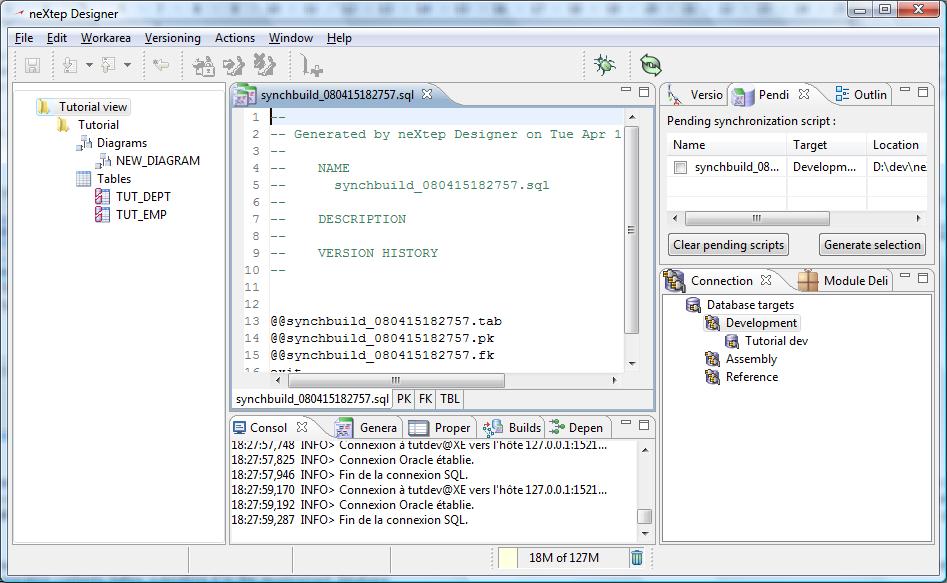 neXtep Designer
File Edit Workarea Versioning Actions Window Help
Tutorial view
Tutorial
Diagrams
NEW_DIAGRAM
Tables
TUT_DEPT
TUT_EMP
synchbuild_080415182757.sql
1 --
2 -- Generated by neXtep Designer on Tue Apr 1
3 --
4 -- NAME
5 -- synchbuild_080415182757.sql
6 --
7 -- DESCRIPTION
8 --
9 -- VERSION HISTORY
10 --
11
12
13 @@synchbuild_080415182757.tab
14 @@synchbuild_080415182757.pk
15 @@synchbuild_080415182757.fk
16 exit
synchbuild_080415182757.sql PK FK TBL
Consol Genera Proper Builds Depen
18:27:57,748 INFO> Connexion à tutdev@XE vers l'hôte 127.0.0.1:1521...
18:27:57,825 INFO> Connexion Oracle établie.
18:27:57,946 INFO> Fin de la connexion SQL.
18:27:59,170 INFO> Connexion à tutdev@XE vers l'hôte 127.0.0.1:1521...
18:27:59,192 INFO> Connexion Oracle établie.
18:27:59,287 INFO> Fin de la connexion SQL.
Versio Pendi Outlin
Pending synchronization script :
Name Target Location
synchbuild_08... Developm... D:\dev\ne
Clear pending scripts Generate selection
Connection Module Deli
Database targets
Development
Tutorial dev
Assembly
Reference
18M of 127M